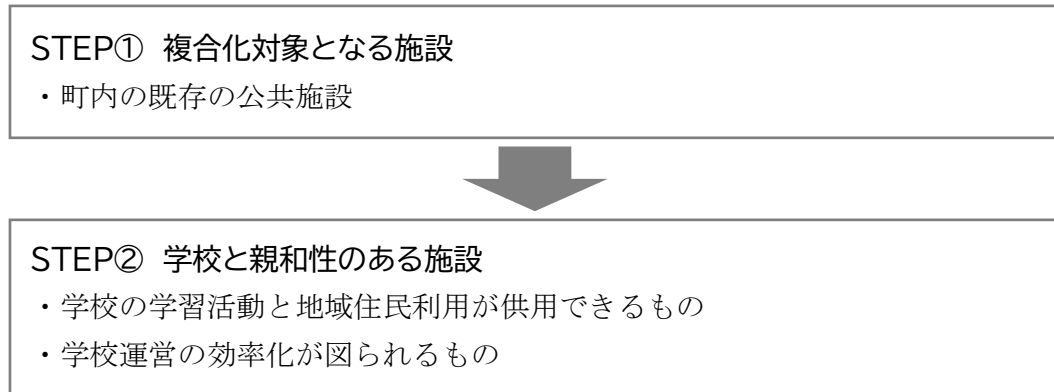 STEP① 複合化対象となる施設
・町内の既存の公共施設
STEP② 学校と親和性のある施設
・学校の学習活動と地域住民利用が供用できるもの
・学校運営の効率化が図られるもの